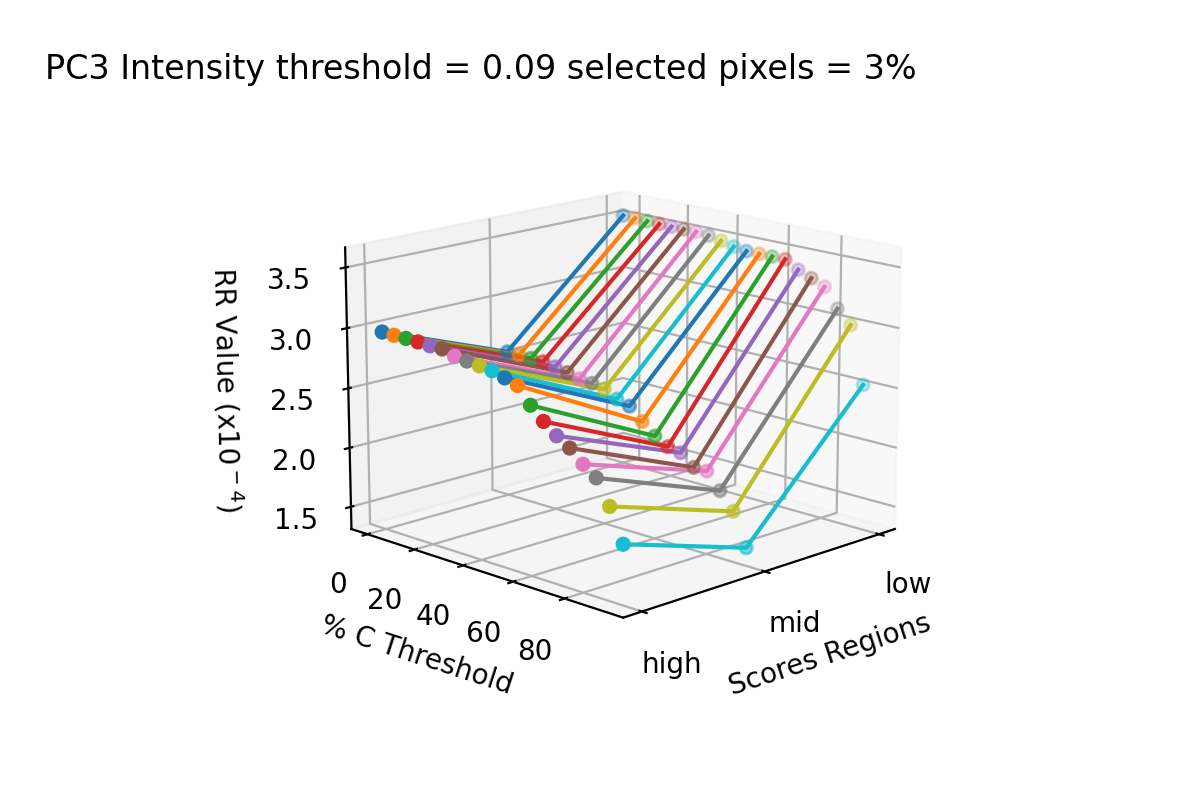 PC3 Intensity threshold = 0.09 selected pixels = 3%
RR Value (x10⁻⁴)
3.5
3.0
2.5
2.0
1.5
0
20
40
60
80
% C Threshold
high
mid
low
Scores Regions